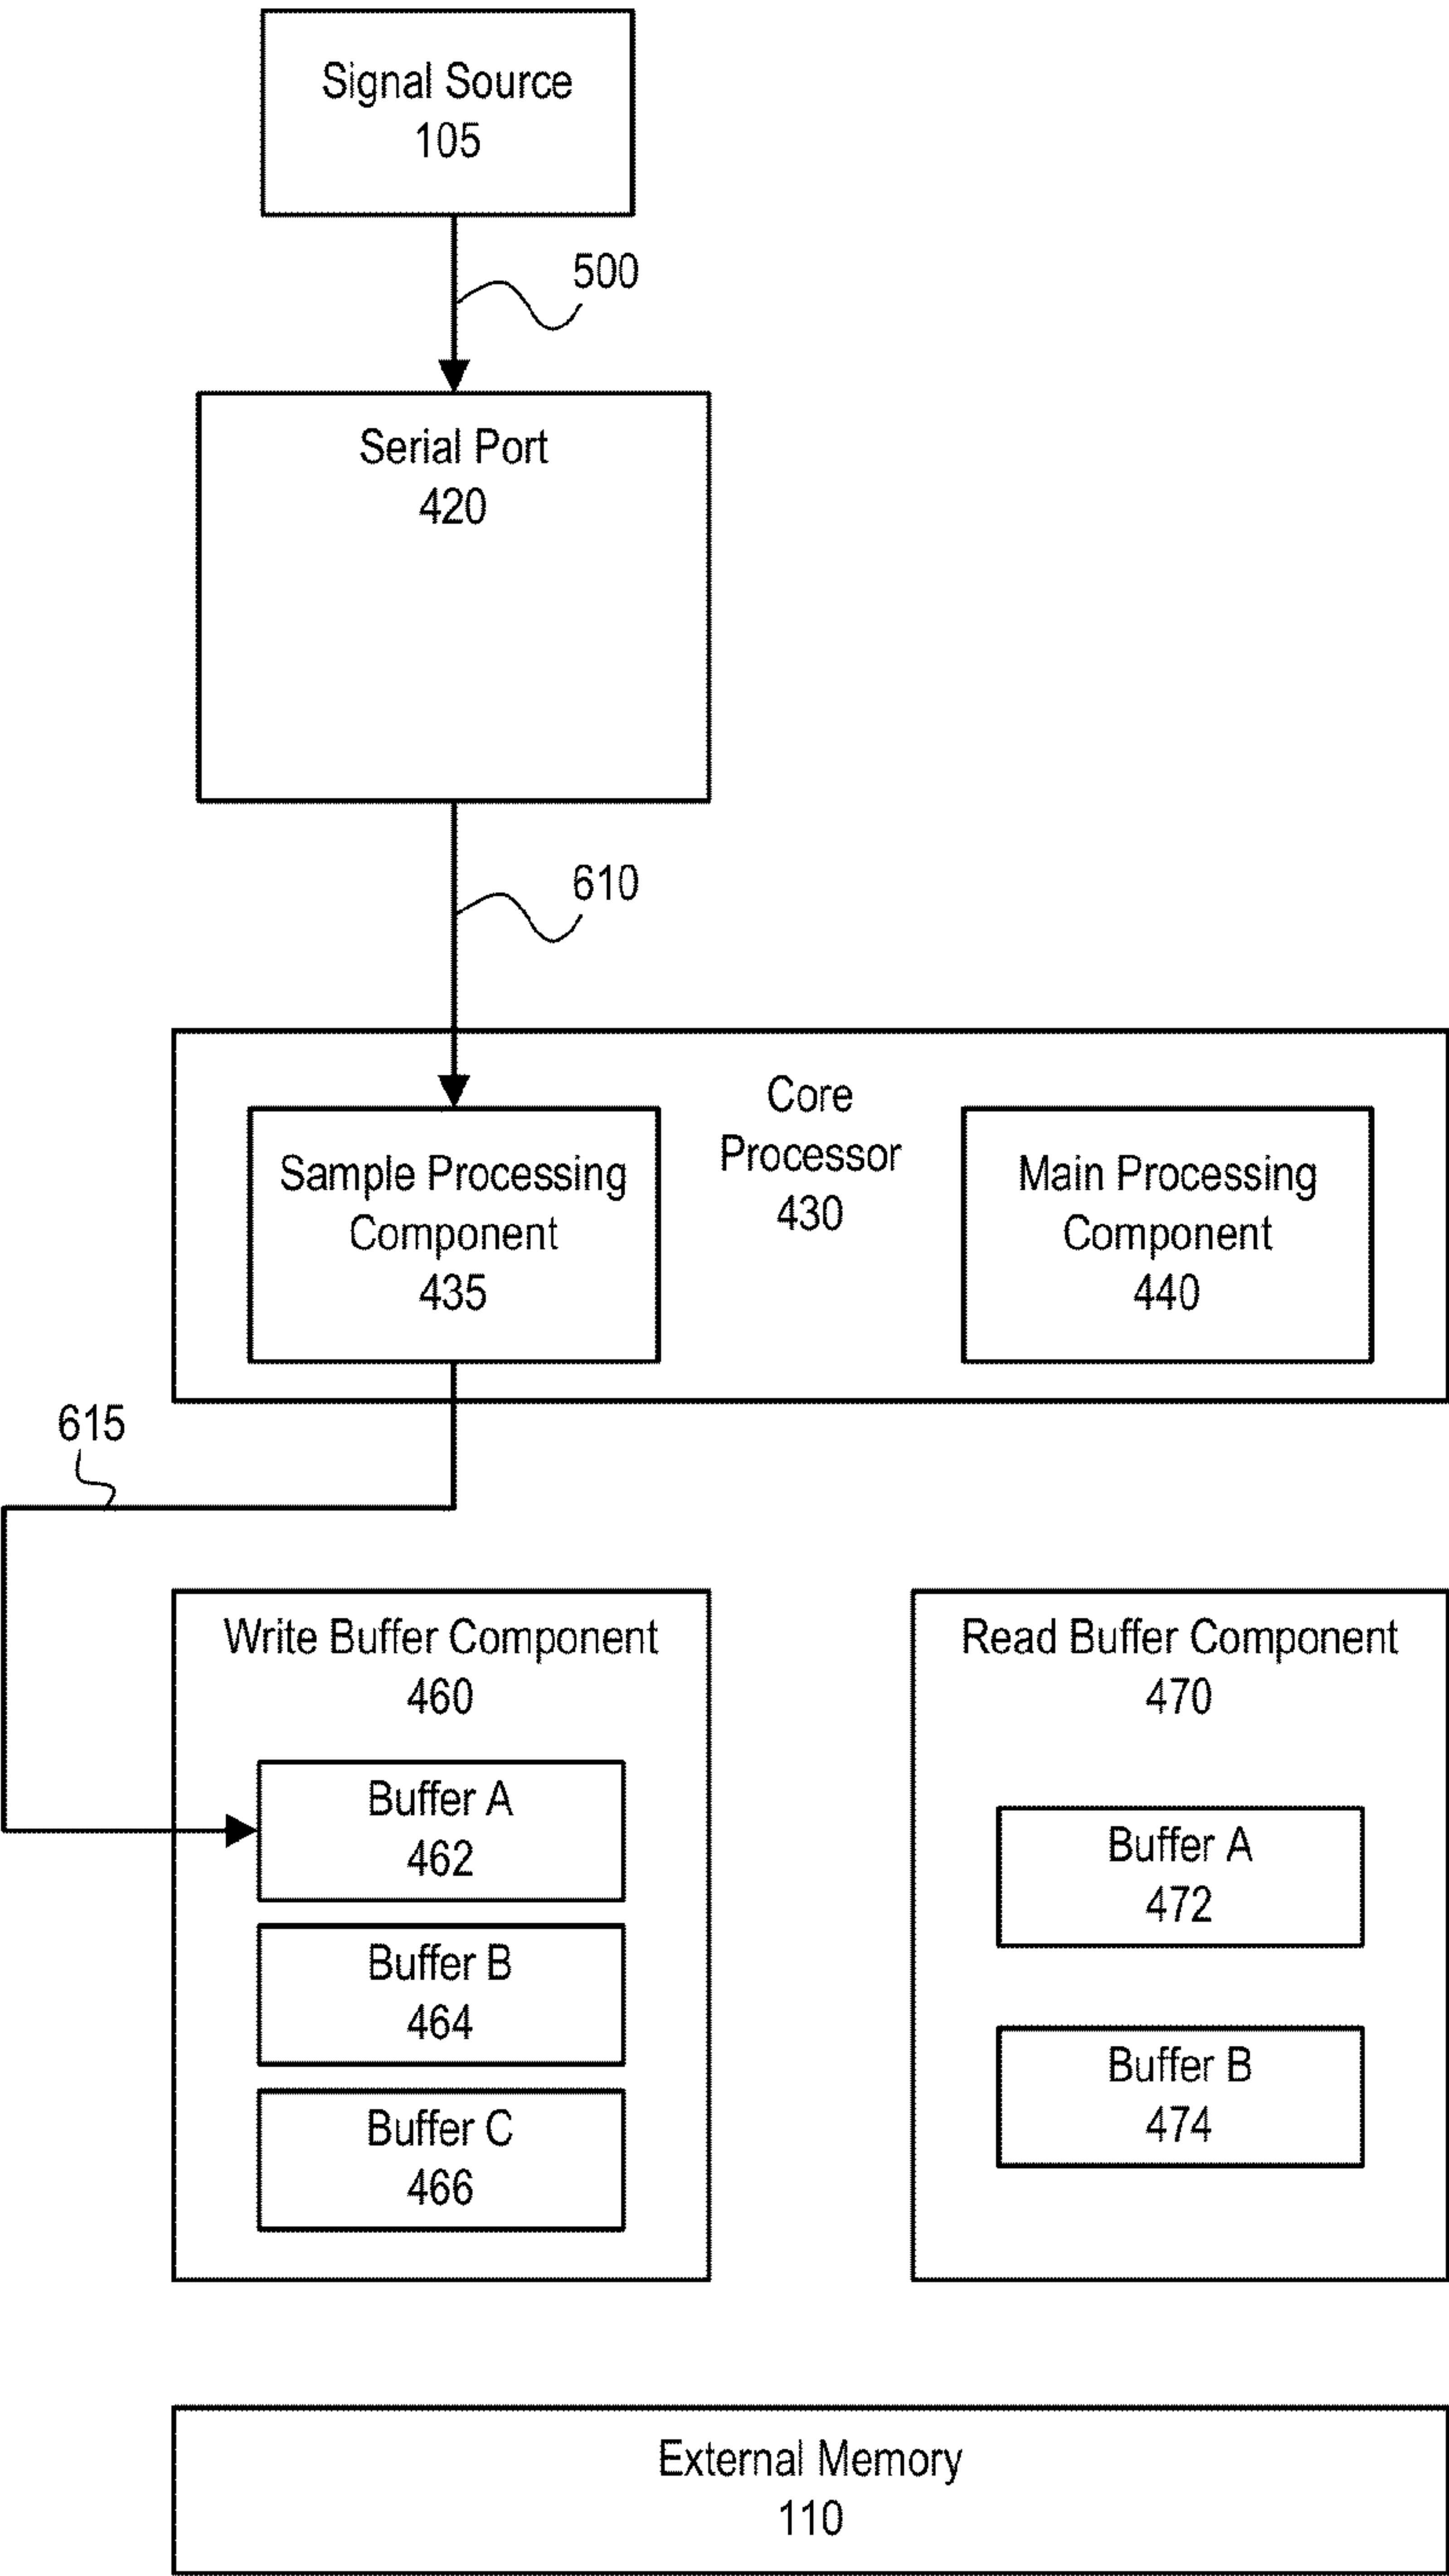 Signal Source
105
500
Serial Port
420
610
Core
Processor
430
Sample Processing
Component
435
Main Processing
Component
440
615
Write Buffer Component
460
Buffer A
462
Buffer B
464
Buffer C
466
Read Buffer Component
470
Buffer A
472
Buffer B
474
External Memory
110